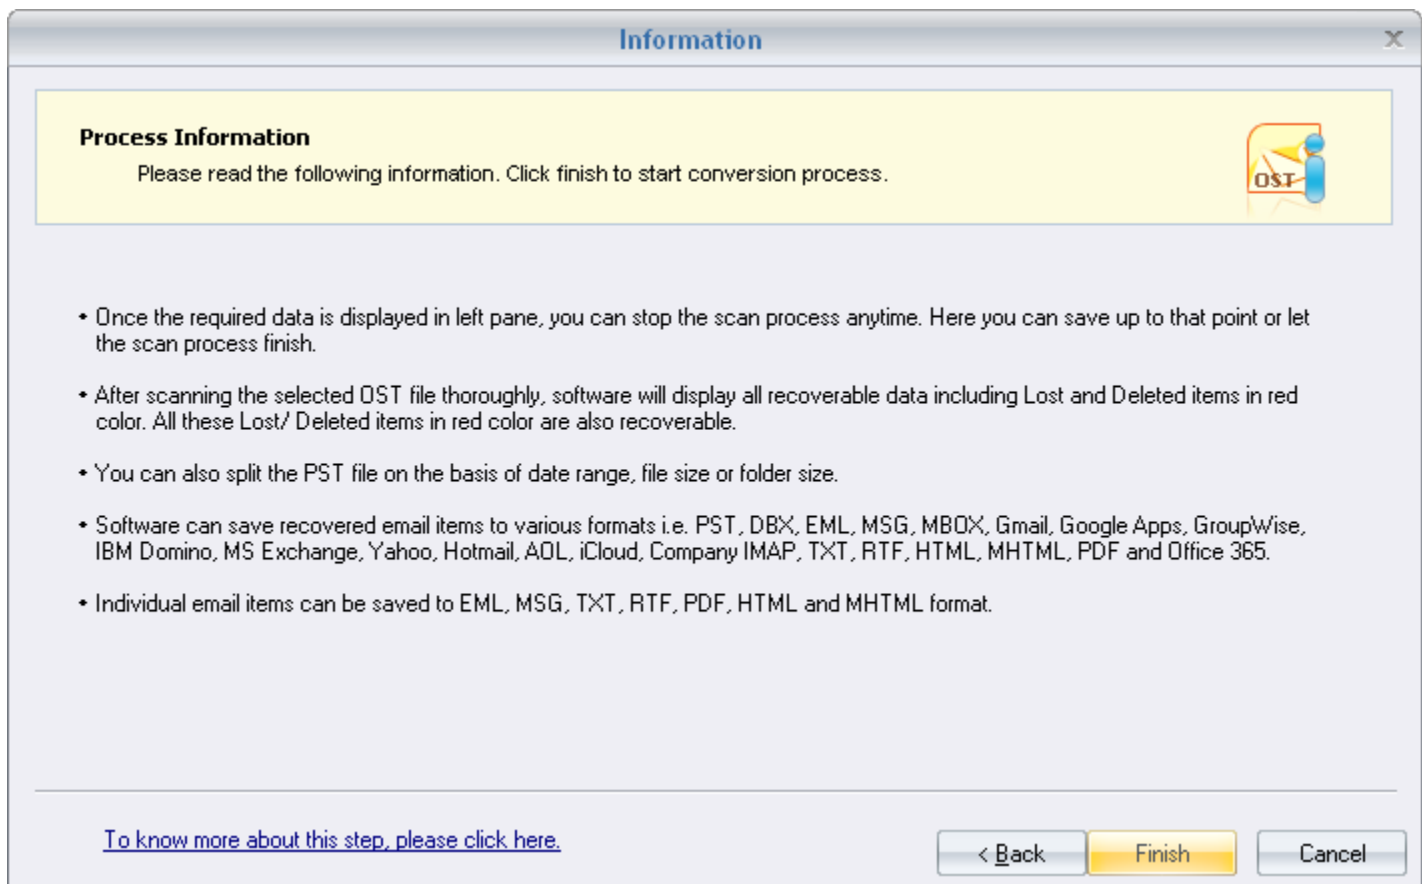 Information
x
Process Information
Please read the following information. Click finish to start conversion process.
OST
• Once the required data is displayed in left pane, you can stop the scan process anytime. Here you can save up to that point or let
the scan process finish.
• After scanning the selected OST file thoroughly, software will display all recoverable data including Lost and Deleted items in red
color. All these Lost/ Deleted items in red color are also recoverable.
• You can also split the PST file on the basis of date range, file size or folder size.
• Software can save recovered email items to various formats i.e. PST, DBX, EML, MSG, MBOX, Gmail, Google Apps, GroupWise,
IBM Domino, MS Exchange, Yahoo, Hotmail, AOL, iCloud, Company IMAP, TXT, RTF, HTML, MHTML, PDF and Office 365.
• Individual email items can be saved to EML, MSG, TXT, RTF, PDF, HTML and MHTML format.
To know more about this step, please click here.
< Back Finish Cancel